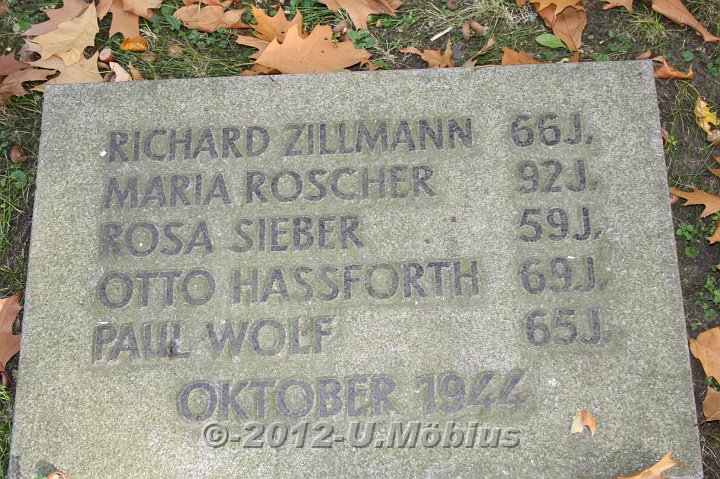 RICHARD ZILLMANN 66J.
MARIA ROSCHER 92J.
ROSA SIEBER 59J.
OTTO HASSFORTH 69J.
PAUL WOLF 65J.
OKTOBER 1944
©-2012-U.Möbius